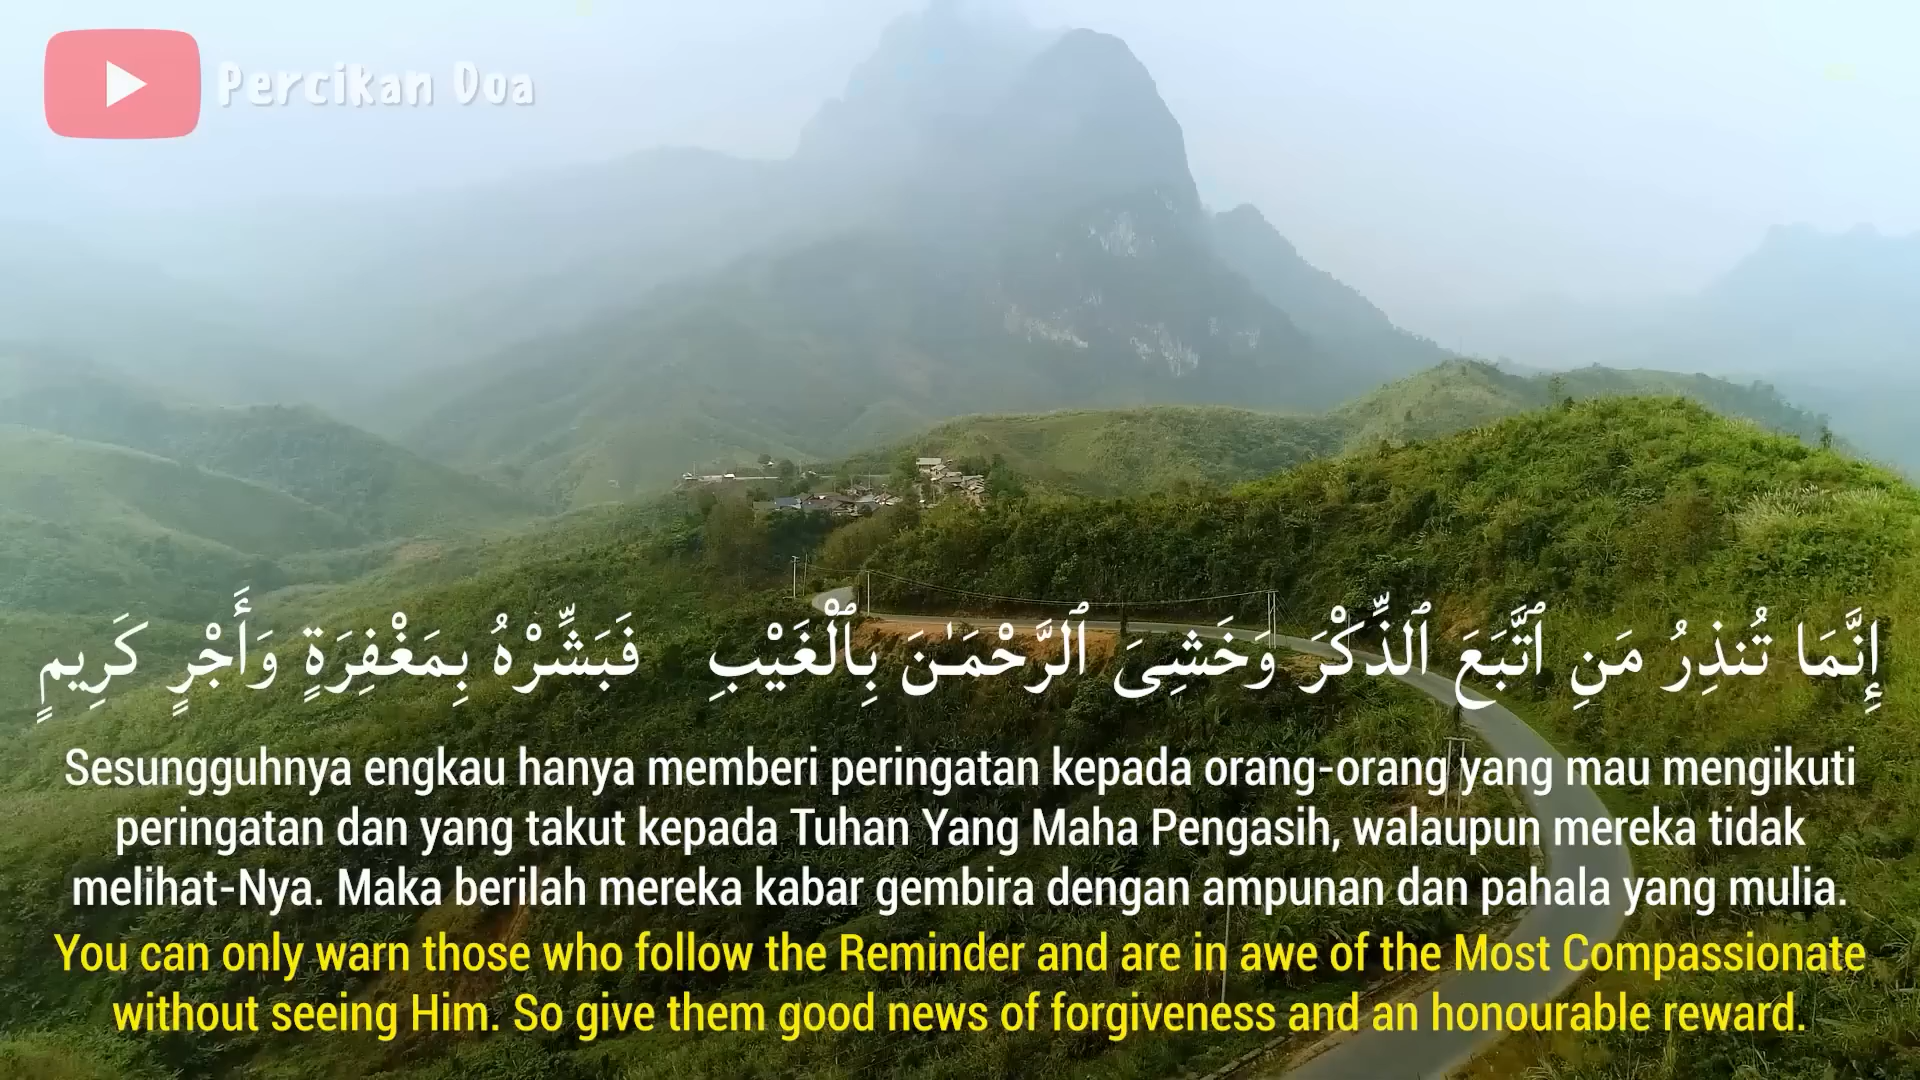 Percikan Doa
إِنَّمَا تُنذِرُ مَنِ ٱتَّبَعَ ٱلذِّكْرَ وَخَشِىَ ٱلرَّحْمَـٰنَ بِٱلْغَيْبِ فَبَشِّرْهُ بِمَغْفِرَةٍ وَأَجْرٍ كَرِيمٍ
Sesungguhnya engkau hanya memberi peringatan kepada orang-orang yang mau mengikuti
peringatan dan yang takut kepada Tuhan Yang Maha Pengasih, walaupun mereka tidak
melihat-Nya. Maka berilah mereka kabar gembira dengan ampunan dan pahala yang mulia.
You can only warn those who follow the Reminder and are in awe of the Most Compassionate
without seeing Him. So give them good news of forgiveness and an honourable reward.